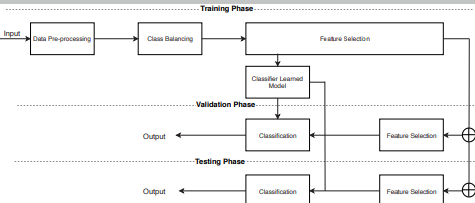 Training Phase
Input
Data Pre-processing
Class Balancing
Feature Selection
Classifier Learned
Model
Validation Phase
Output
Classification
Feature Selection
Testing Phase
Output
Classification
Feature Selection